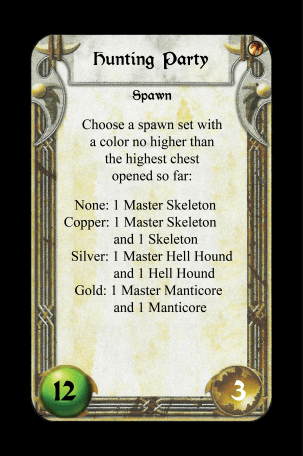 Hunting Party
Spawn
Choose a spawn set with
a color no higher than
the highest chest
opened so far:
None: 1 Master Skeleton
Copper: 1 Master Skeleton
and 1 Skeleton
Silver: 1 Master Hell Hound
and 1 Hell Hound
Gold: 1 Master Manticore
and 1 Manticore
12
3